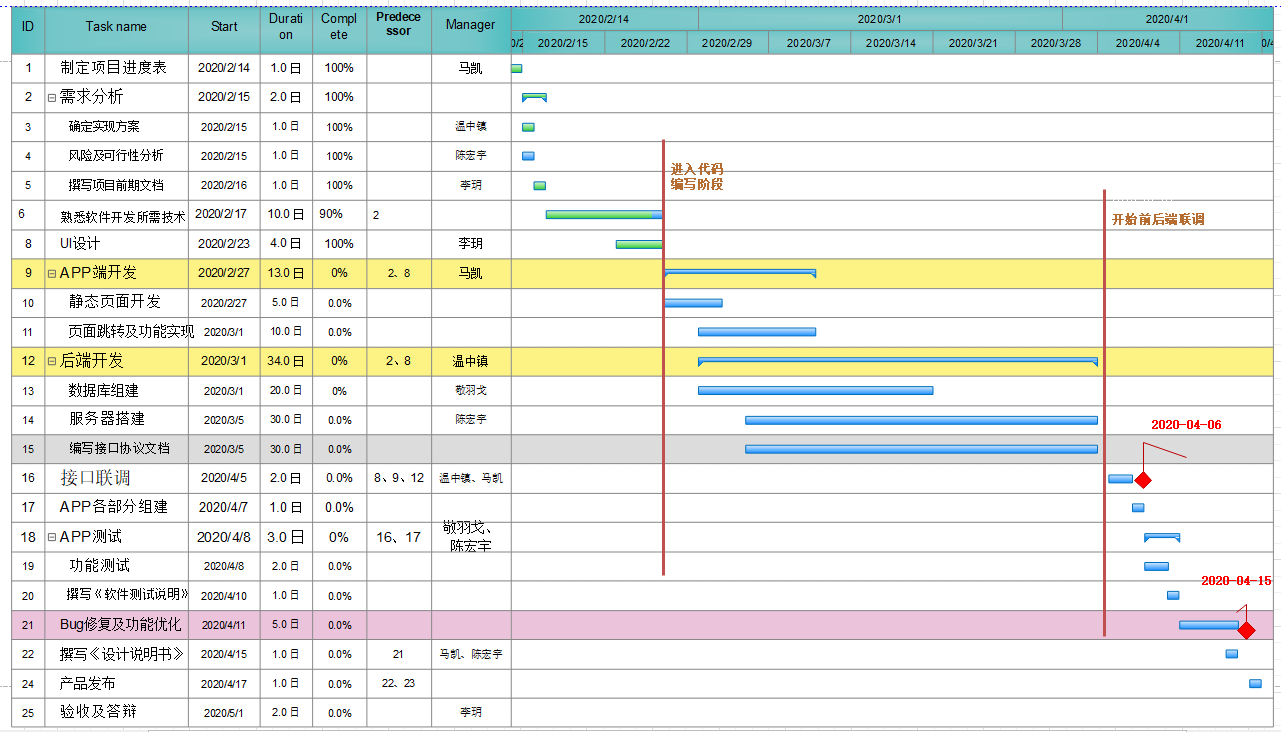 ID Task name Start Durati on Compl ete Predece ssor Manager 2020/2/14 2020/3/1 2020/4/1
2020/2/15 2020/2/22 2020/2/29 2020/3/7 2020/3/14 2020/3/21 2020/3/28 2020/4/4 2020/4/11
1 制定项目进度表 2020/2/14 1.0 日 100% 马凯
2 需求分析 2020/2/15 2.0 日 100%
3 确定实现方案 2020/2/15 1.0 日 100% 温中镇
4 风险及可行性分析 2020/2/15 1.0 日 100% 陈宏宇
5 撰写项目前期文档 2020/2/16 1.0 日 100% 李玥
6 熟悉软件开发所需技术 2020/2/17 10.0 日 90% 2
8 UI设计 2020/2/23 4.0 日 100% 李玥
9 APP端开发 2020/2/27 13.0 日 0% 2、8 马凯
10 静态页面开发 2020/2/27 5.0 日 0.0%
11 页面跳转及功能实现 2020/3/1 10.0 日 0.0%
12 后端开发 2020/3/1 34.0 日 0% 2、8 温中镇
13 数据库组建 2020/3/1 20.0 日 0% 敬羽戈
14 服务器搭建 2020/3/5 30.0 日 0.0% 陈宏宇
15 编写接口协议文档 2020/3/5 30.0 日 0.0%
16 接口联调 2020/4/5 2.0 日 0.0% 8、9、12 温中镇、马凯
17 APP各部分组建 2020/4/7 1.0 日 0.0%
18 APP测试 2020/4/8 3.0 日 0% 16、17 敬羽戈、
陈宏宇
19 功能测试 2020/4/8 2.0 日 0.0%
20 撰写《软件测试说明》 2020/4/10 1.0 日 0.0%
21 Bug修复及功能优化 2020/4/11 5.0 日 0.0%
22 撰写《设计说明书》 2020/4/15 1.0 日 0.0% 21 马凯、陈宏宇
24 产品发布 2020/4/17 1.0 日 0.0% 22、23
25 验收及答辩 2020/5/1 2.0 日 0.0% 李玥
进入代码
编写阶段
开始前后端联调
2020-04-06
2020-04-15